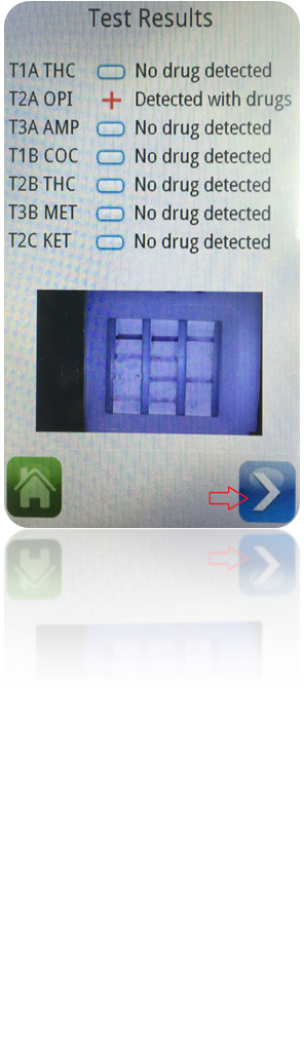 Test Results
T1A THC No drug detected
T2A OPI + Detected with drugs
T3A AMP No drug detected
T1B COC No drug detected
T2B THC No drug detected
T3B MET No drug detected
T2C KET No drug detected